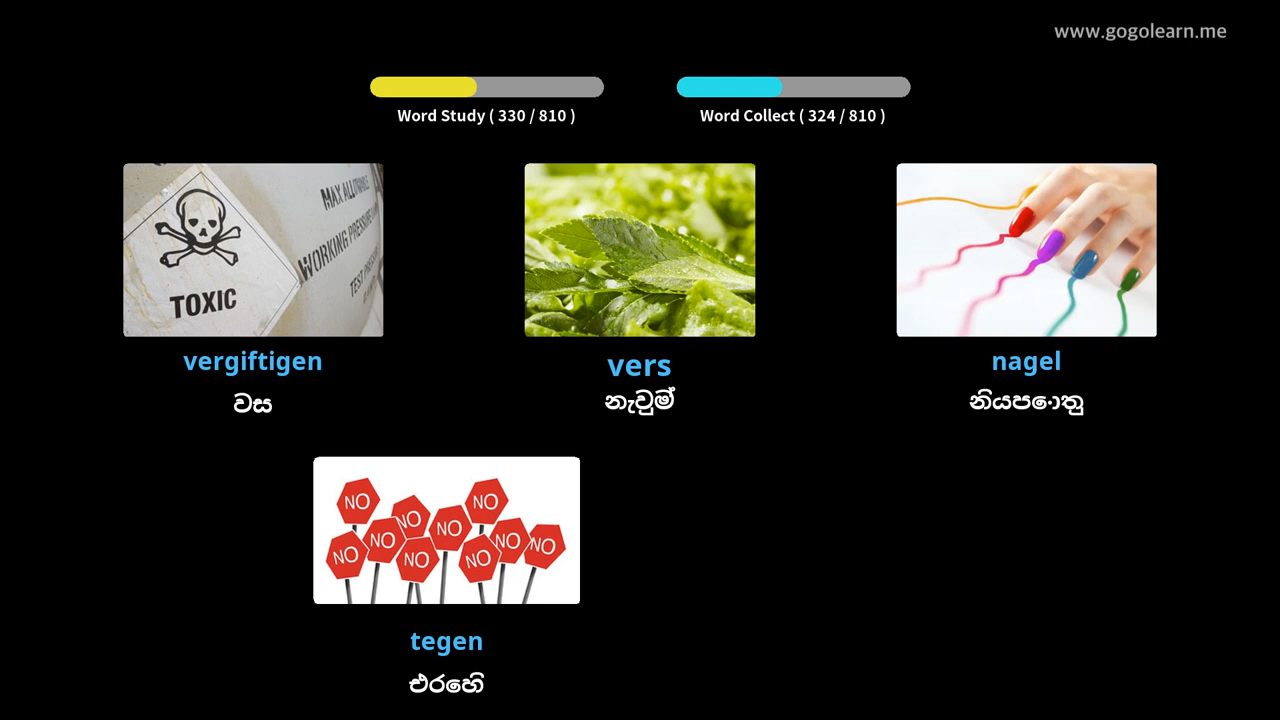 www.gogolearn.me
Word Study ( 330 / 810 )
Word Collect ( 324 / 810 )
TOXIC
MAX ALLOWABLE
WORKING PRESSURE
TEST
vergiftigen
වස
vers
නැවුම්
nagel
නියපොතු
NO
NO
NO
NO
NO
NO
NO
NO
NO
NO
tegen
එරෙහි